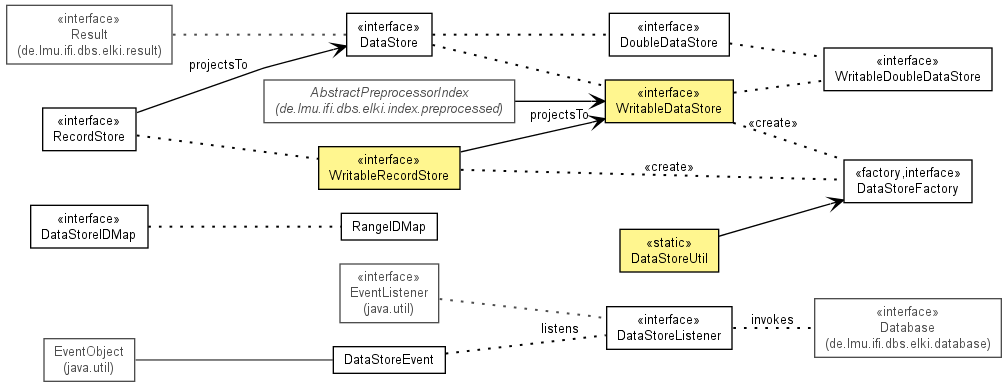 «interface»
Result
(de.lmu.ifi.dbs.elki.result)
«interface»
DataStore
«interface»
DoubleDataStore
«interface»
WritableDoubleDataStore
projectsTo
AbstractPreprocessorIndex
(de.lmu.ifi.dbs.elki.index.preprocessed)
«interface»
WritableDataStore
projectsTo
«interface»
RecordStore
«create»
«interface»
WritableRecordStore
«create»
«factory,interface»
DataStoreFactory
«interface»
DataStoreIDMap
RangeIDMap
«static»
DataStoreUtil
«interface»
EventListener
(java.util)
listens
«interface»
DataStoreListener
invokes
«interface»
Database
(de.lmu.ifi.dbs.elki.database)
EventObject
(java.util)
DataStoreEvent